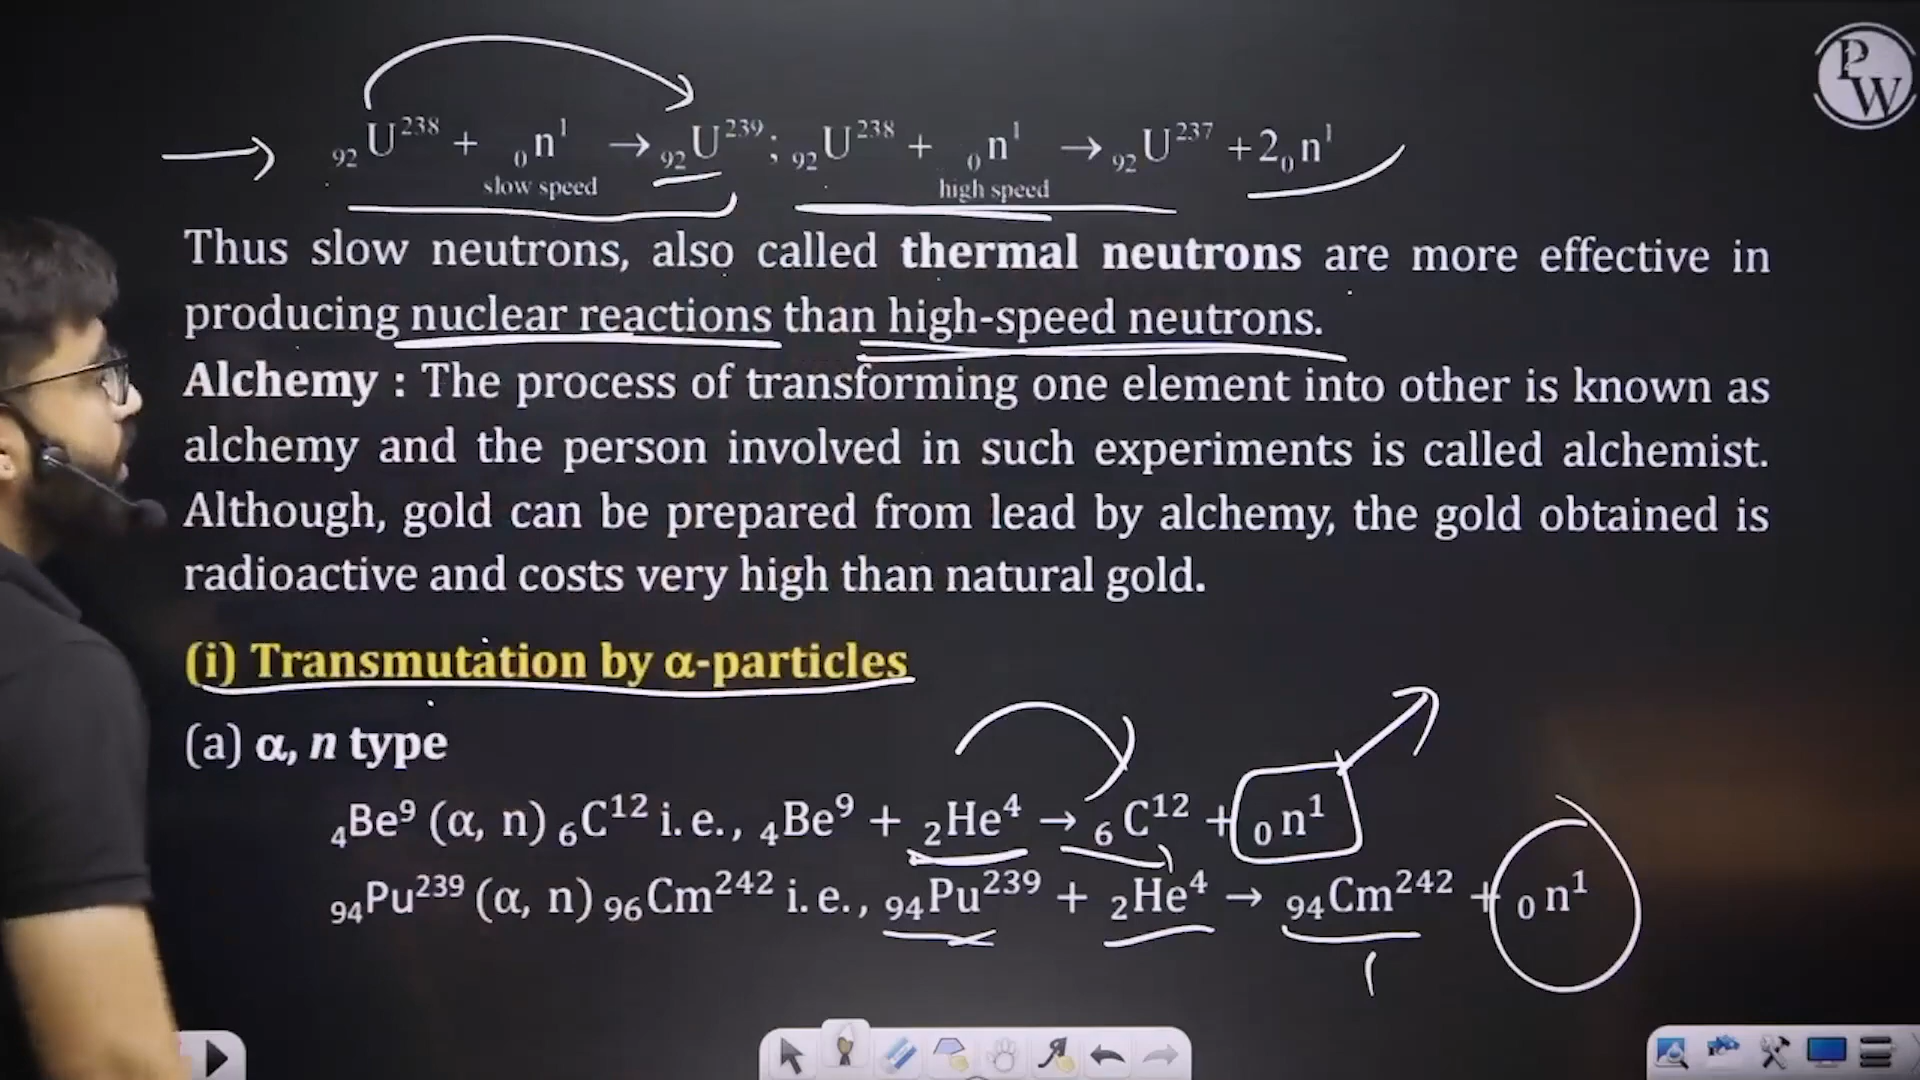 PW
₉₂U²³⁸ + ₀n¹ → ₉₂U²³⁹ ; ₉₂U²³⁸ + ₀n¹ → ₉₂U²³⁷ + 2₀n¹
slow speed high speed
Thus slow neutrons, also called thermal neutrons are more effective in
producing nuclear reactions than high-speed neutrons.
Alchemy : The process of transforming one element into other is known as
alchemy and the person involved in such experiments is called alchemist.
Although, gold can be prepared from lead by alchemy, the gold obtained is
radioactive and costs very high than natural gold.
(i) Transmutation by α-particles
(a) α, n type
₄Be⁹ (α, n) ₆C¹² i. e., ₄Be⁹ + ₂He⁴ → ₆C¹² + ₀n¹
₉₄Pu²³⁹ (α, n) ₉₆Cm²⁴² i. e., ₉₄Pu²³⁹ + ₂He⁴ → ₉₄Cm²⁴² + ₀n¹